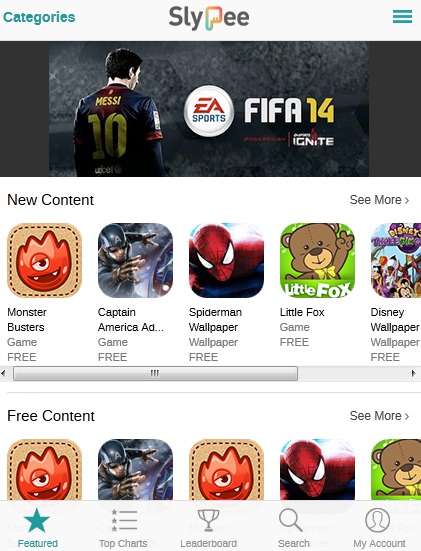 Categories
SlyPee
MESSI
10
unicef
EA
SPORTS
FIFA 14
IGNITE
New Content
See More >
Monster
Busters
Game
FREE
Captain
America Ad...
Game
FREE
Spiderman
Wallpaper
Wallpaper
FREE
Little Fox
Little Fox
Game
FREE
Disney
Disney
Wallpaper
Wallpaper
FREE
Free Content
See More >
Featured
Top Charts
Leaderboard
Search
My Account